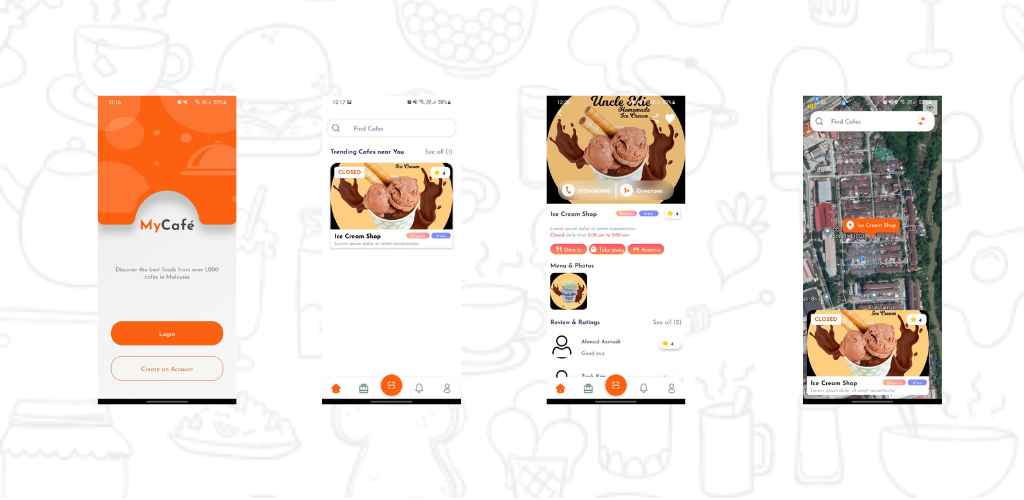 12:16
50%
MyCafé
Discover the best foods from over 1,000
cafés in Malaysia
Login
Create an Account
12:17
50%
Find Cafes
Trending Cafes near You
See all (1)
CLOSED
Ice Cream
4
Ice Cream Shop
Lorem ipsum dolor sit amet consectetur
Uncle
Homemade
Ice Cream
Directions
Ice Cream Shop
4
Lorem ipsum dolor sit amet consectetur
Closed daily time 3:00 pm to 5:00 am
Dine In
Take away
Reserve
Menu & Photos
Review & Ratings
See all (2)
Ahmad Asmadi
4
Good sep
Find Cafes
Ice Cream Shop
CLOSED
Ice Cream
4
Ice Cream Shop
Lorem ipsum dolor sit amet consectetur